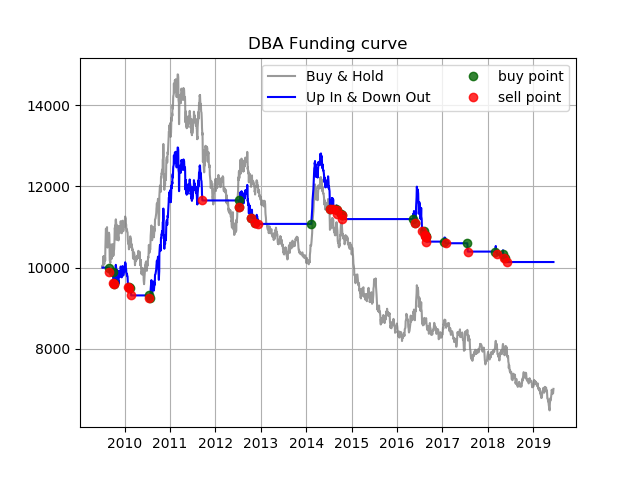 DBA Funding curve
Buy & Hold
Up In & Down Out
buy point
sell point
14000
12000
10000
8000
2010 2011 2012 2013 2014 2015 2016 2017 2018 2019